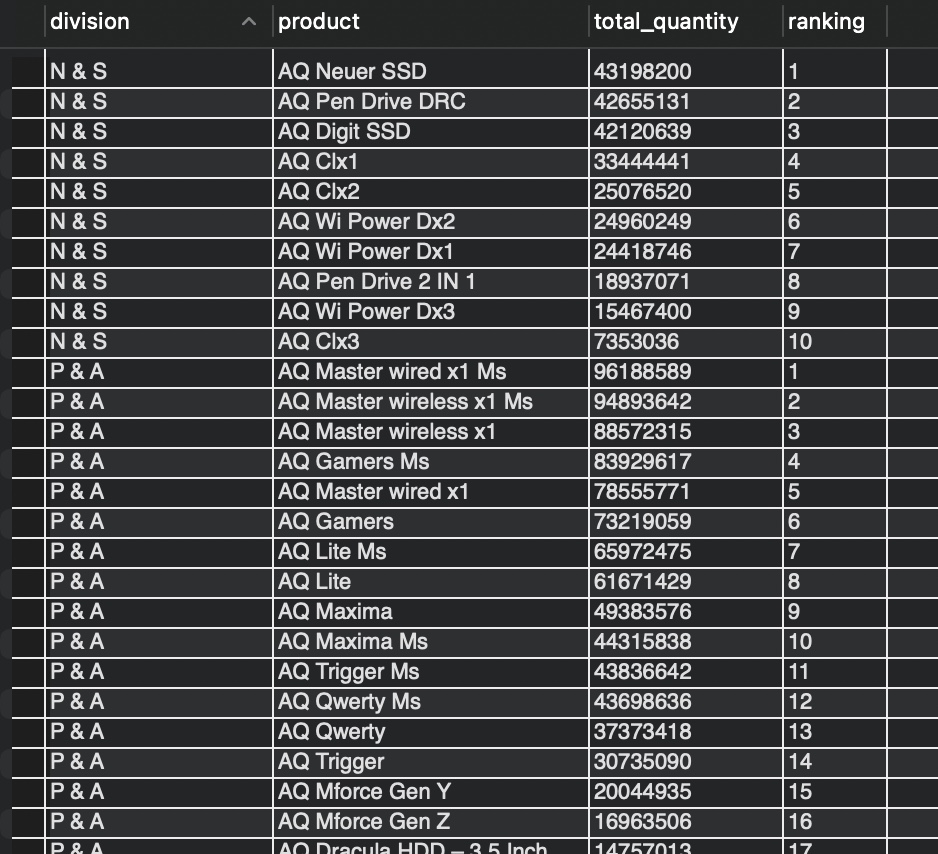 division product total_quantity ranking
N & S AQ Neuer SSD 43198200 1
N & S AQ Pen Drive DRC 42655131 2
N & S AQ Digit SSD 42120639 3
N & S AQ Clx1 33444441 4
N & S AQ Clx2 25076520 5
N & S AQ Wi Power Dx2 24960249 6
N & S AQ Wi Power Dx1 24418746 7
N & S AQ Pen Drive 2 IN 1 18937071 8
N & S AQ Wi Power Dx3 15467400 9
N & S AQ Clx3 7353036 10
P & A AQ Master wired x1 Ms 96188589 1
P & A AQ Master wireless x1 Ms 94893642 2
P & A AQ Master wireless x1 88572315 3
P & A AQ Gamers Ms 83929617 4
P & A AQ Master wired x1 78555771 5
P & A AQ Gamers 73219059 6
P & A AQ Lite Ms 65972475 7
P & A AQ Lite 61671429 8
P & A AQ Maxima 49383576 9
P & A AQ Maxima Ms 44315838 10
P & A AQ Trigger Ms 43836642 11
P & A AQ Qwerty Ms 43698636 12
P & A AQ Qwerty 37373418 13
P & A AQ Trigger 30735090 14
P & A AQ Mforce Gen Y 20044935 15
P & A AQ Mforce Gen Z 16963506 16
P & A AQ Dracula HDD – 3.5 Inch 14757013 17